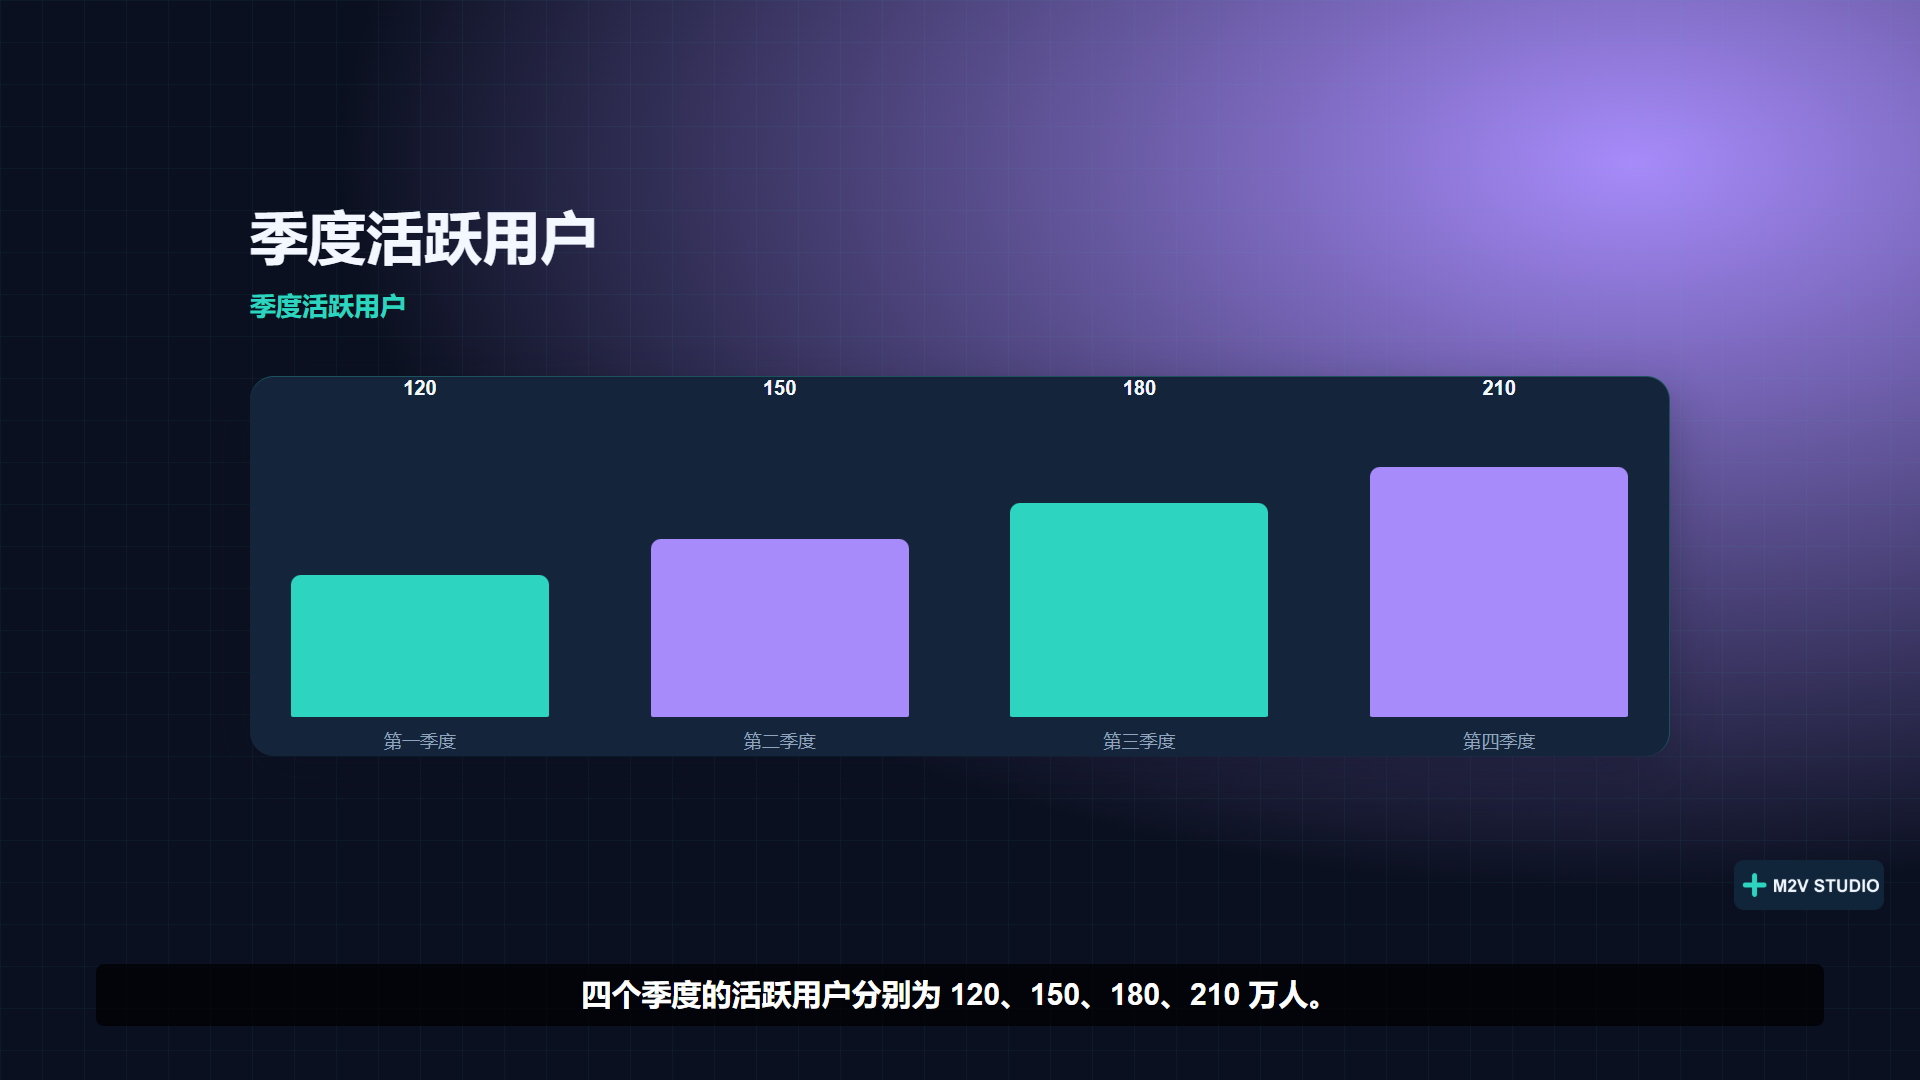 季度活跃用户
季度活跃用户
120 150 180 210
第一季度 第二季度 第三季度 第四季度
M2V STUDIO
四个季度的活跃用户分别为 120、150、180、210 万人。